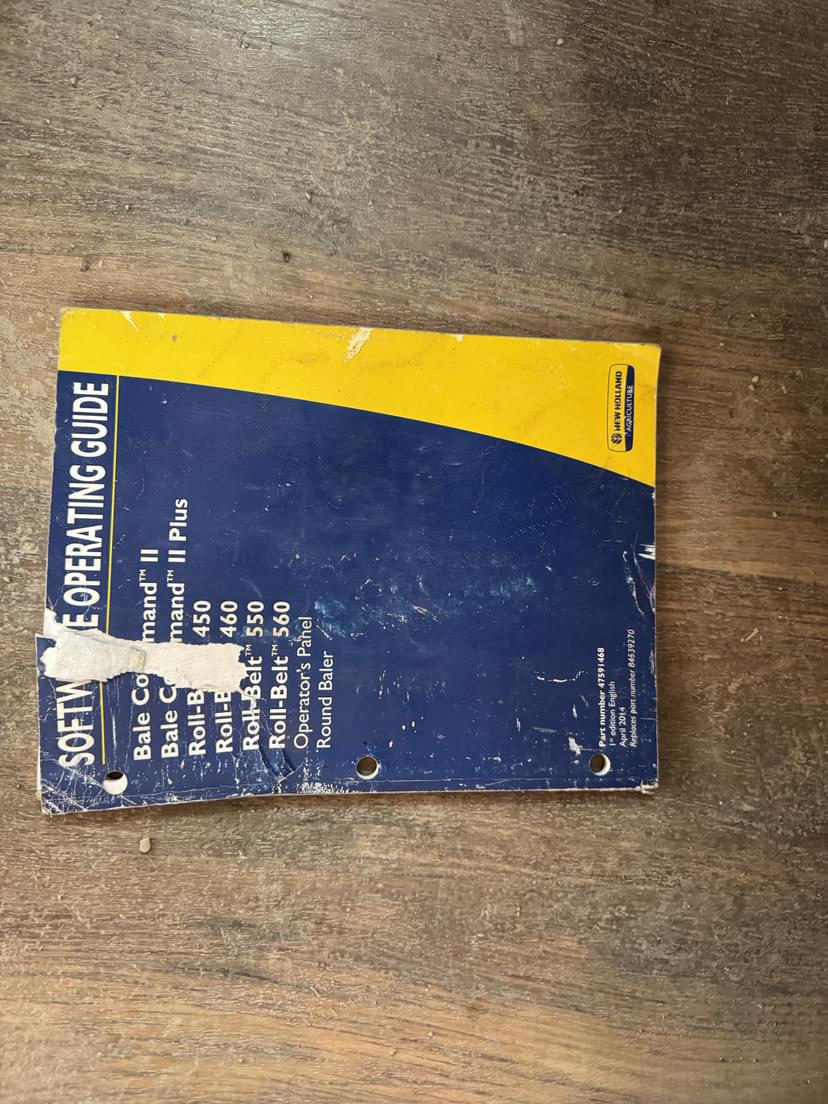 SOFTW E OPERATING GUIDE
Bale Co mand™ II
Bale C mand™ II Plus
Roll-B 450
Roll-B 460
Roll-Belt™ 550
Roll-Belt™ 560
Operator's Panel
Round Baler
Part number 47591468
1st edition English
April 2014
Replaces part number 84639270
NEW HOLLAND
AGRICULTURE